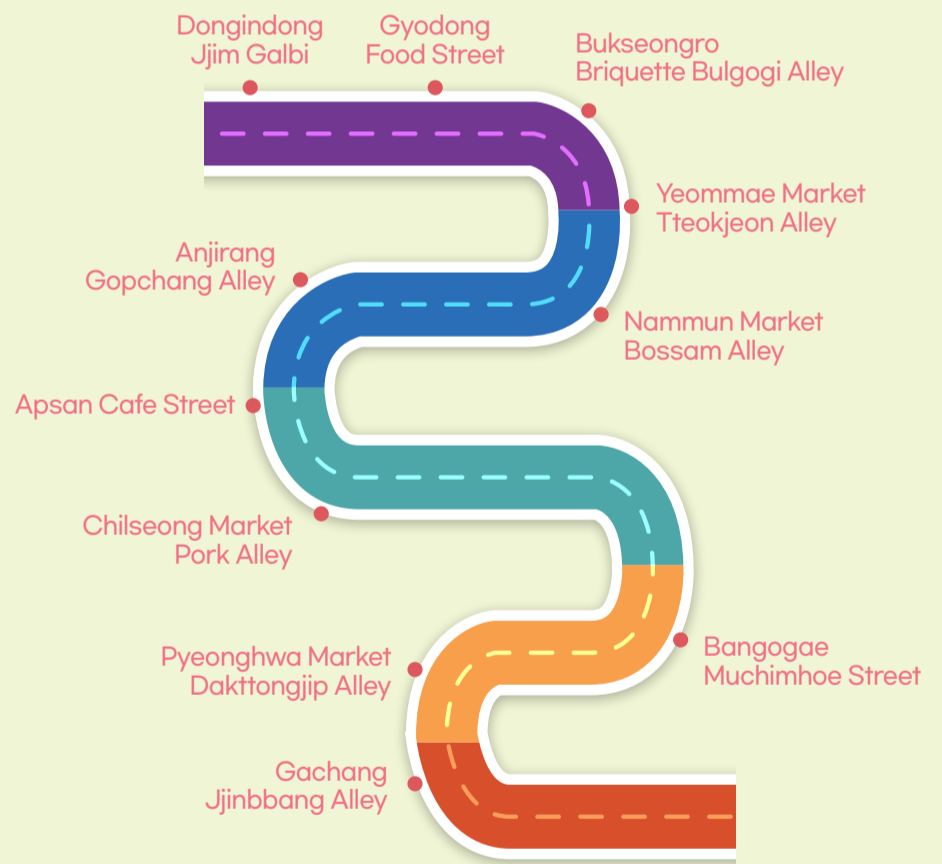 Dongindong
Jjim Galbi
Gyodong
Food Street
Bukseongro
Briquette Bulgogi Alley
Yeommae Market
Tteokjeon Alley
Anjirang
Gopchang Alley
Nammun Market
Bossam Alley
Apsan Cafe Street
Chilseong Market
Pork Alley
Bangogae
Muchimhoe Street
Pyeonghwa Market
Dakttongjip Alley
Gachang
Jjinbbang Alley